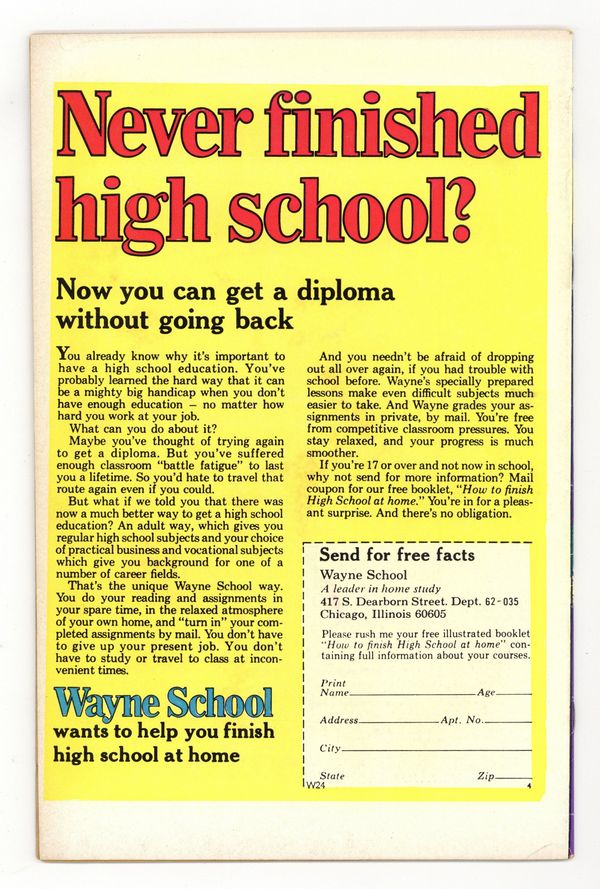 Never finished
high school?
Now you can get a diploma
without going back
You already know why it's important to
have a high school education. You've
probably learned the hard way that it can
be a mighty big handicap when you don't
have enough education – no matter how
hard you work at your job.
What can you do about it?
Maybe you've thought of trying again
to get a diploma. But you've suffered
enough classroom "battle fatigue" to last
you a lifetime. So you'd hate to travel that
route again even if you could.
But what if we told you that there was
now a much better way to get a high school
education? An adult way, which gives you
regular high school subjects and your choice
of practical business and vocational subjects
which give you background for one of a
number of career fields.
That's the unique Wayne School way.
You do your reading and assignments in
your spare time, in the relaxed atmosphere
of your own home, and "turn in" your com-
pleted assignments by mail. You don't have
to give up your present job. You don't
have to study or travel to class at incon-
venient times.
Wayne School
wants to help you finish
high school at home
And you needn't be afraid of dropping
out all over again, if you had trouble with
school before. Wayne's specially prepared
lessons make even difficult subjects much
easier to take. And Wayne grades your as-
signments in private, by mail. You're free
from competitive classroom pressures. You
stay relaxed, and your progress is much
smoother.
If you're 17 or over and not now in school,
why not send for more information? Mail
coupon for our free booklet, "How to finish
High School at home." You're in for a pleas-
ant surprise. And there's no obligation.
Send for free facts
Wayne School
A leader in home study
417 S. Dearborn Street. Dept. 62-035
Chicago, Illinois 60605
Please rush me your free illustrated booklet
"How to finish High School at home" con-
taining full information about your courses.
Print
Name Age
Address Apt. No.
City
State Zip
W24 4